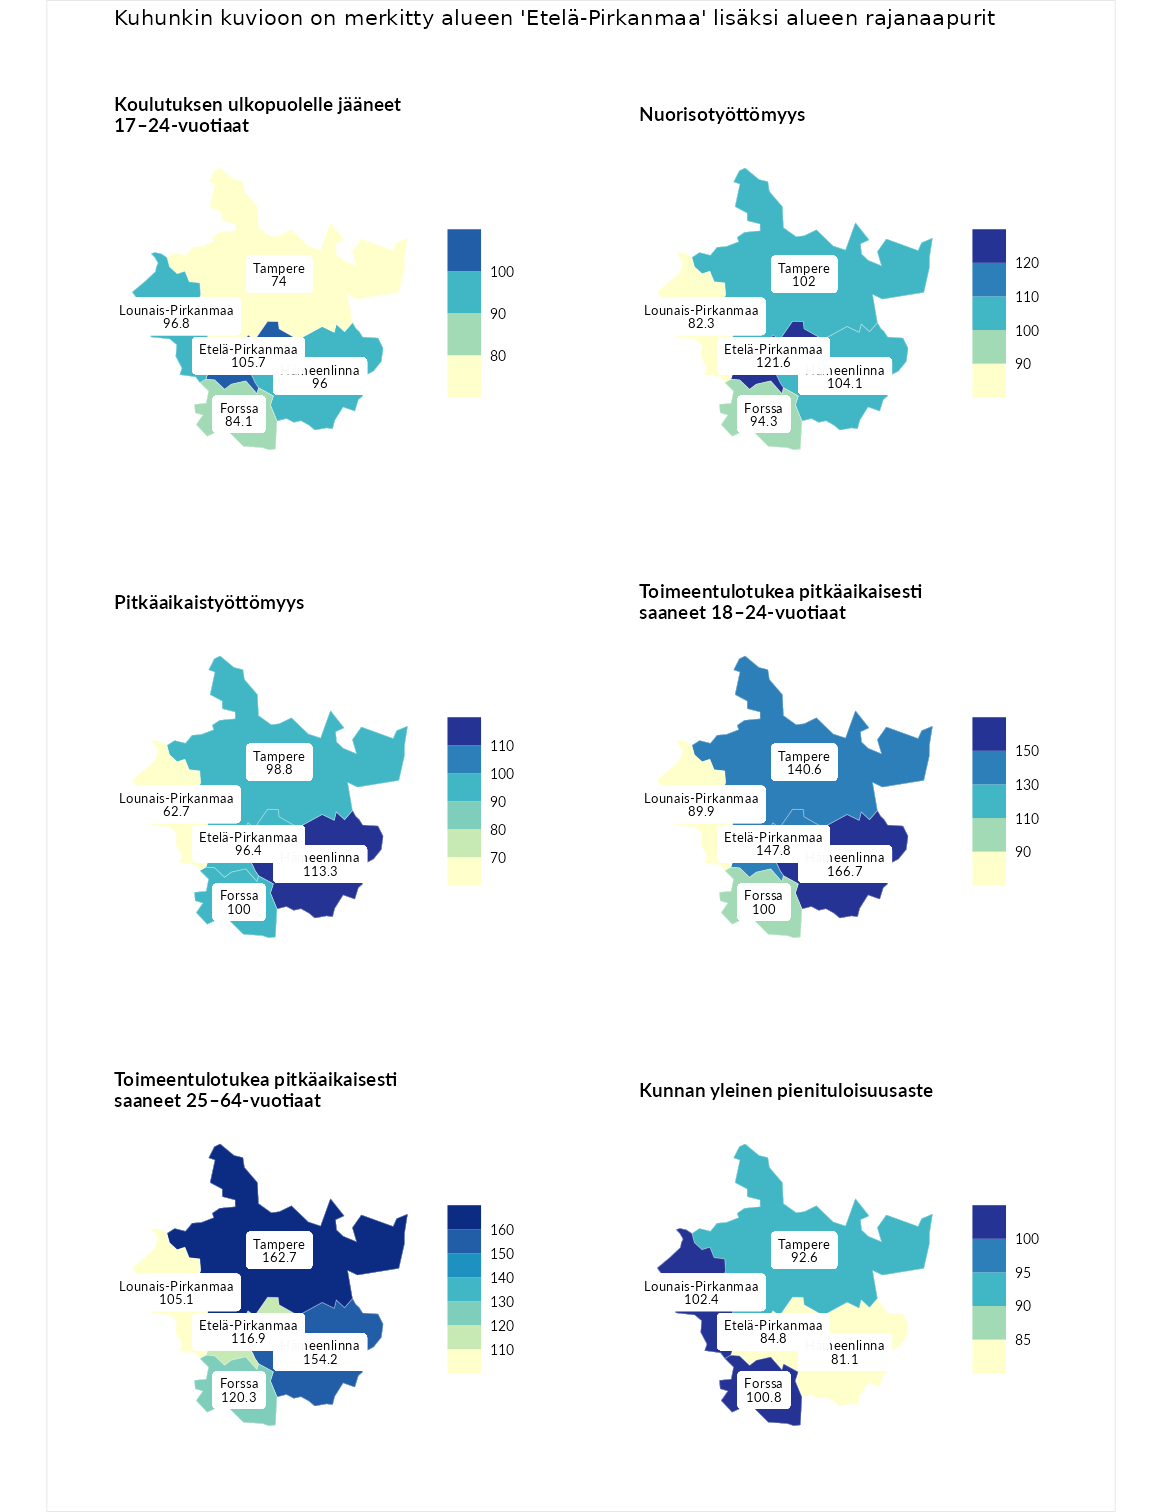 Kuhunkin kuvioon on merkitty alueen 'Etelä-Pirkanmaa' lisäksi alueen rajanaapurit
Koulutuksen ulkopuolelle jääneet
17–24-vuotiaat
Tampere
74
Lounais-Pirkanmaa
96.8
Etelä-Pirkanmaa
105.7
96
Forssa
84.1
100
90
80
Nuorisotyöttömyys
Tampere
102
Lounais-Pirkanmaa
82.3
Etelä-Pirkanmaa
121.6
104.1
Forssa
94.3
120
110
100
90
Pitkäaikaistyöttömyys
Tampere
98.8
Lounais-Pirkanmaa
62.7
Etelä-Pirkanmaa
96.4
113.3
Forssa
100
110
100
90
80
70
Toimeentulotukea pitkäaikaisesti
saaneet 18–24-vuotiaat
Tampere
140.6
Lounais-Pirkanmaa
89.9
Etelä-Pirkanmaa
147.8
166.7
Forssa
100
150
130
110
90
Toimeentulotukea pitkäaikaisesti
saaneet 25–64-vuotiaat
Tampere
162.7
Lounais-Pirkanmaa
105.1
Etelä-Pirkanmaa
116.9
154.2
Forssa
120.3
160
150
140
130
120
110
Kunnan yleinen pienituloisuusaste
Tampere
92.6
Lounais-Pirkanmaa
102.4
Etelä-Pirkanmaa
84.8
81.1
Forssa
100.8
100
95
90
85